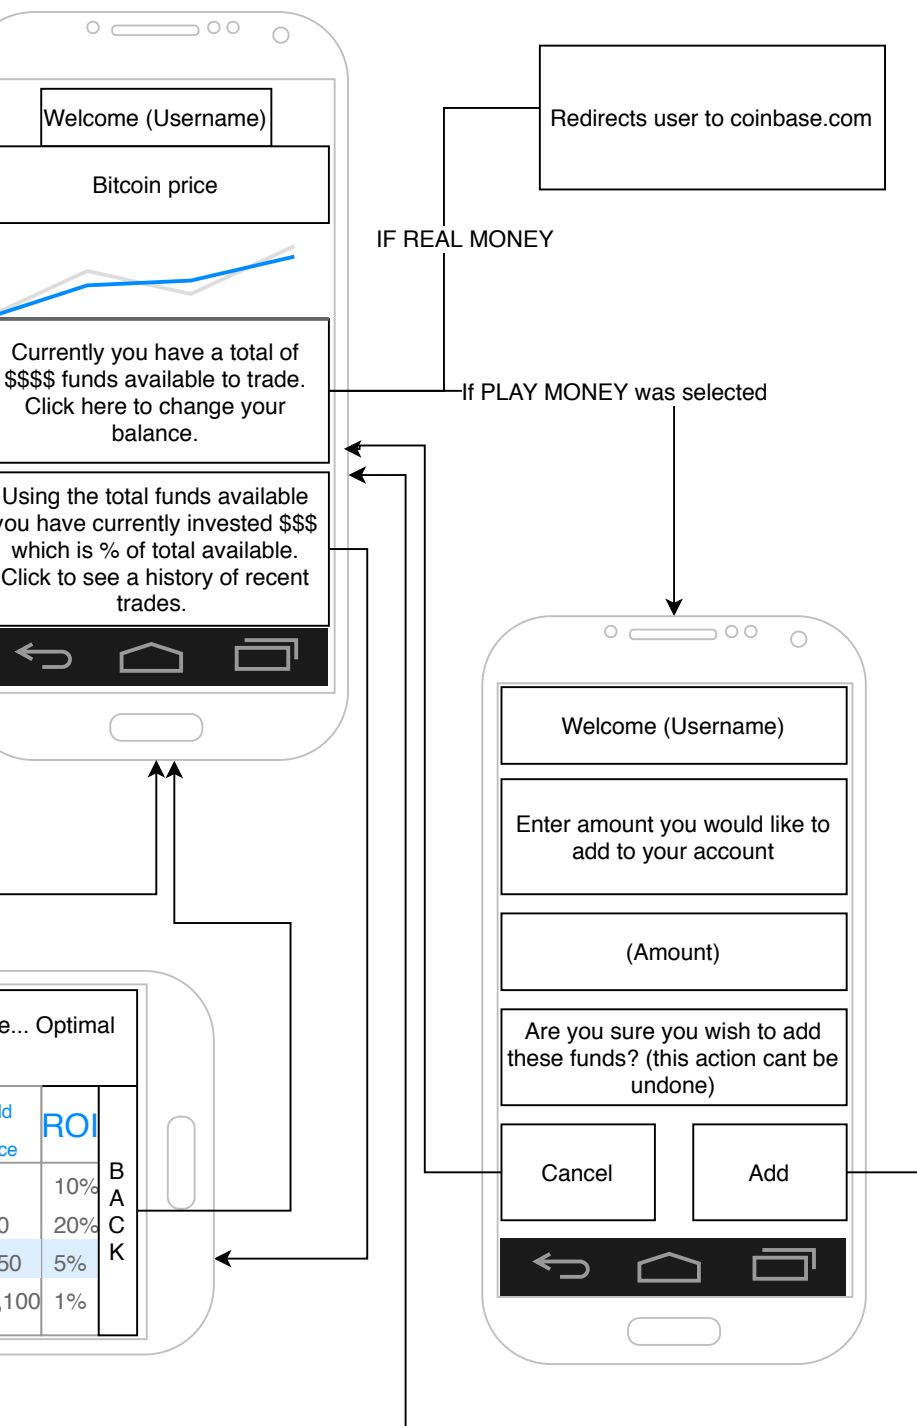 Welcome (Username)
Bitcoin price
Redirects user to coinbase.com
IF REAL MONEY
Currently you have a total of
$$$$ funds available to trade.
Click here to change your
balance.
If PLAY MONEY was selected
Using the total funds available
you have currently invested $$$
which is % of total available.
Click to see a history of recent
trades.
Welcome (Username)
Enter amount you would like to
add to your account
(Amount)
Are you sure you wish to add
these funds? (this action cant be
undone)
Cancel
Add
e... Optimal
ROI
10%
20%
50 5%
,100 1%
B
A
C
K